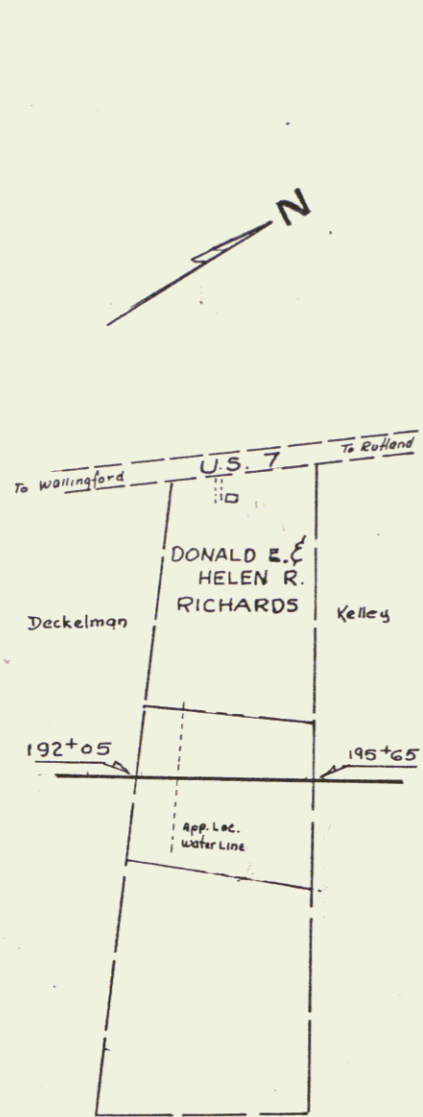 N
To Wallingford
U.S. 7
To Rutland
DONALD E. &
HELEN R.
RICHARDS
Deckelman
Kelley
192+05
195+65
App. Loc.
Water Line